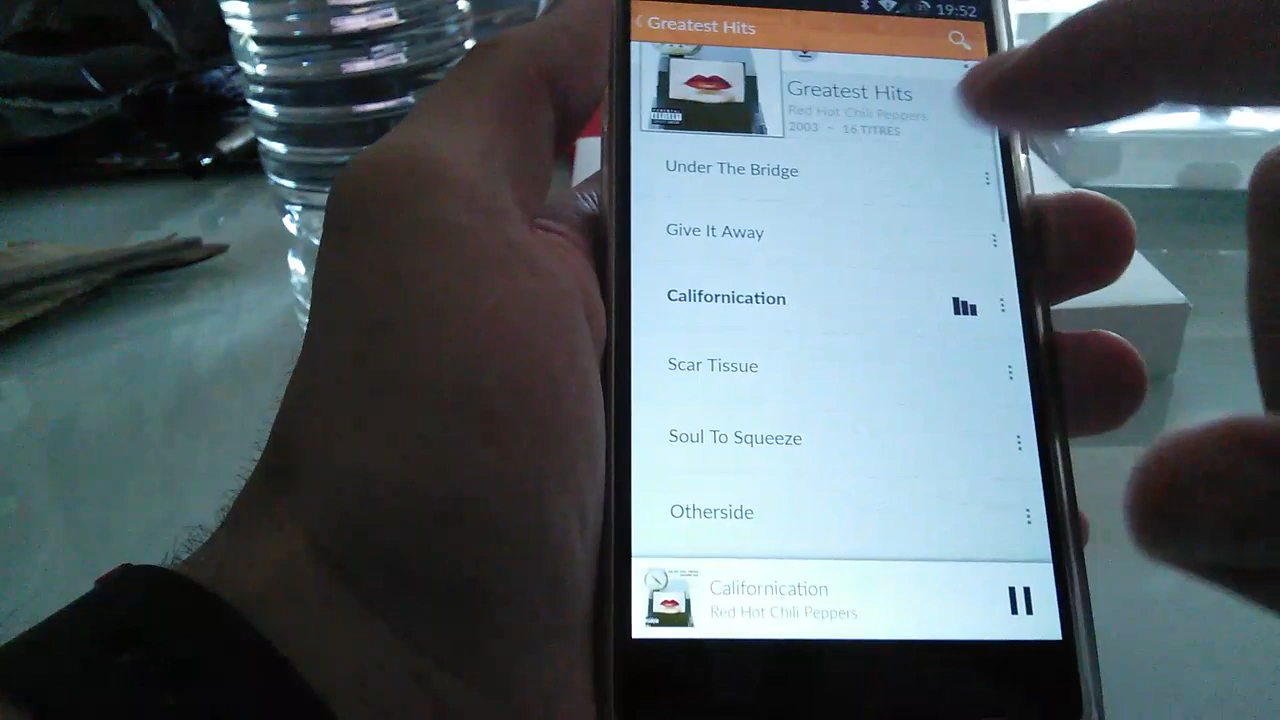 19:52
Greatest Hits
Greatest Hits
Red Hot Chili Peppers
2003 - 16 TITRES
Under The Bridge
Give It Away
Californication
Scar Tissue
Soul To Squeeze
Otherside
Californication
Red Hot Chili Peppers